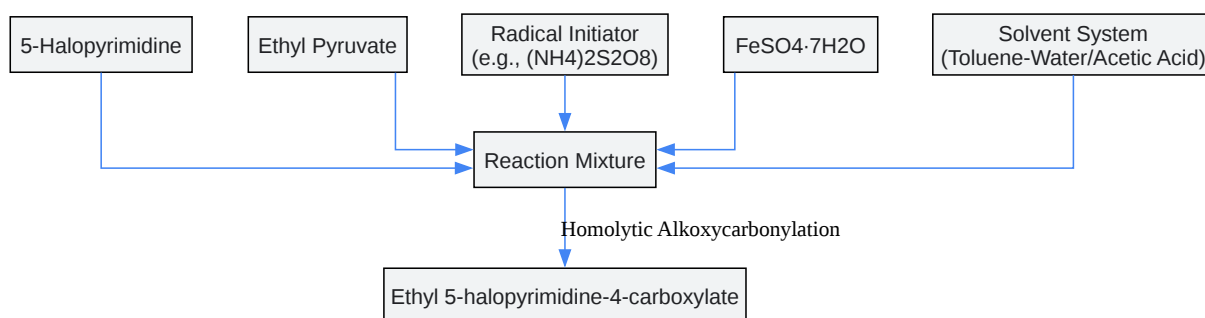 5-Halopyrimidine
Ethyl Pyruvate
Radical Initiator
(e.g., (NH4)2S2O8)
FeSO4·7H2O
Solvent System
(Toluene-Water/Acetic Acid)
Reaction Mixture
Homolytic Alkoxycarbonylation
Ethyl 5-halopyrimidine-4-carboxylate